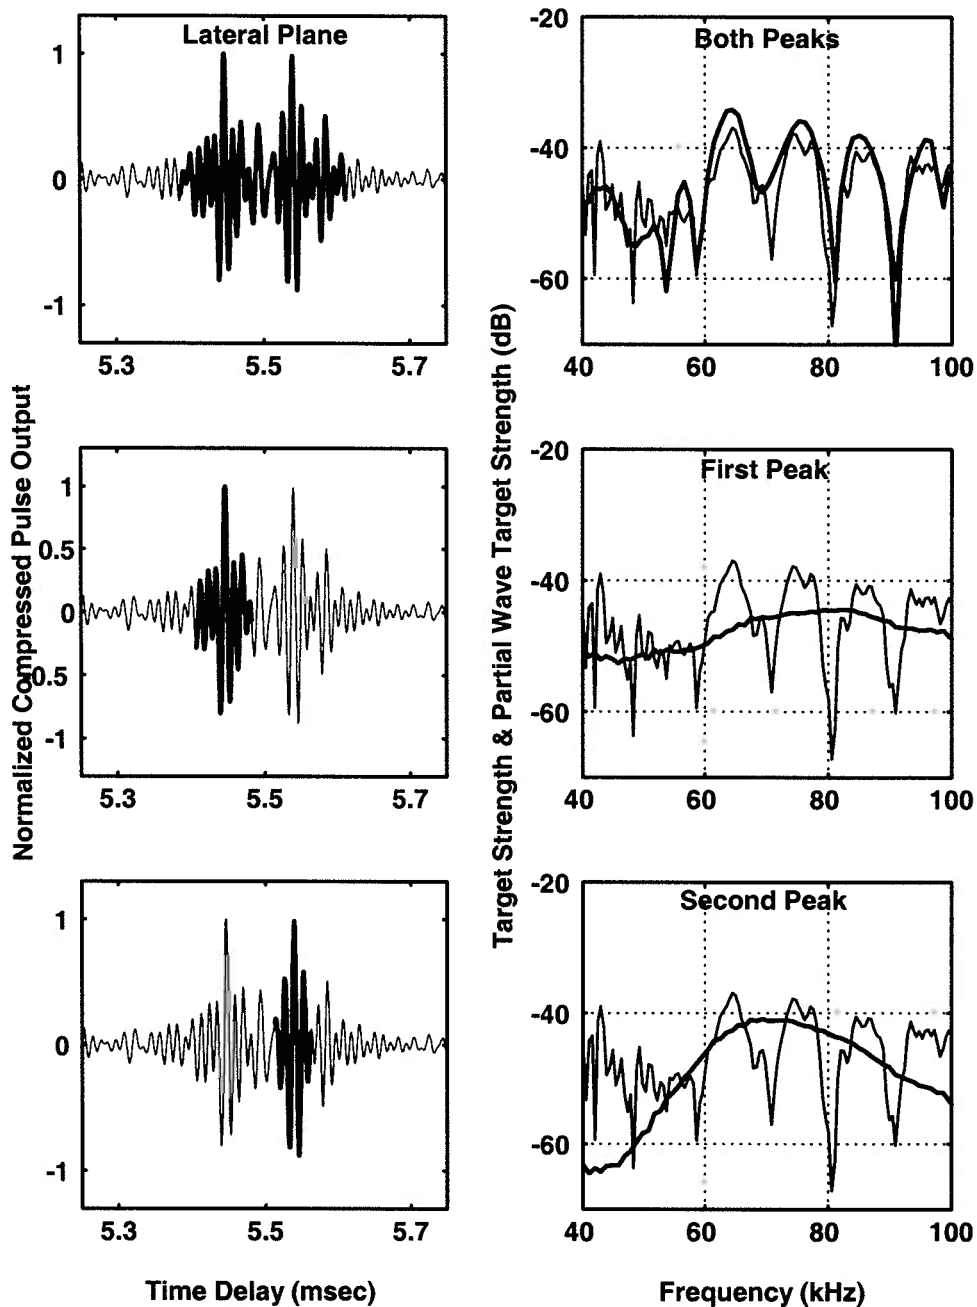 Normalized Compressed Pulse Output
Lateral Plane
1
0
-1
5.3 5.5 5.7
1
0.5
0
0.5
-1
5.3 5.5 5.7
1
0
-1
5.3 5.5 5.7
Time Delay (msec)
Target Strength & Partial Wave Target Strength (dB)
Both Peaks
-20
-40
-60
40 60 80 100
First Peak
-20
-40
-60
40 60 80 100
Second Peak
-20
-40
-60
40 60 80 100
Frequency (kHz)